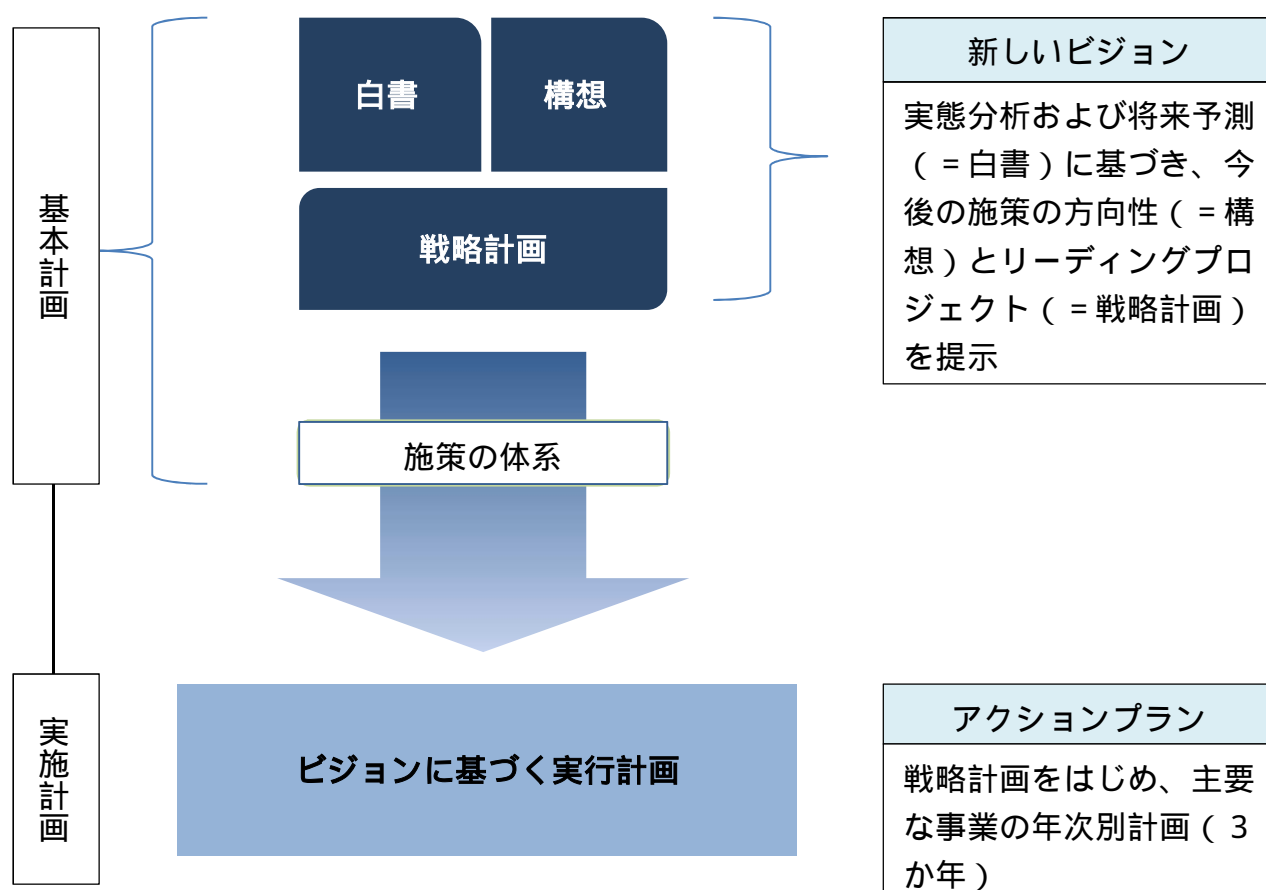 基本計画
白書
構想
戦略計画
施策の体系
新しいビジョン
実態分析および将来予測
(=白書)に基づき、今
後の施策の方向性(=構
想)とリーディングプロ
ジェクト(=戦略計画)
を提示
実施計画
ビジョンに基づく実行計画
アクションプラン
戦略計画をはじめ、主要
な事業の年次別計画(3
か年)